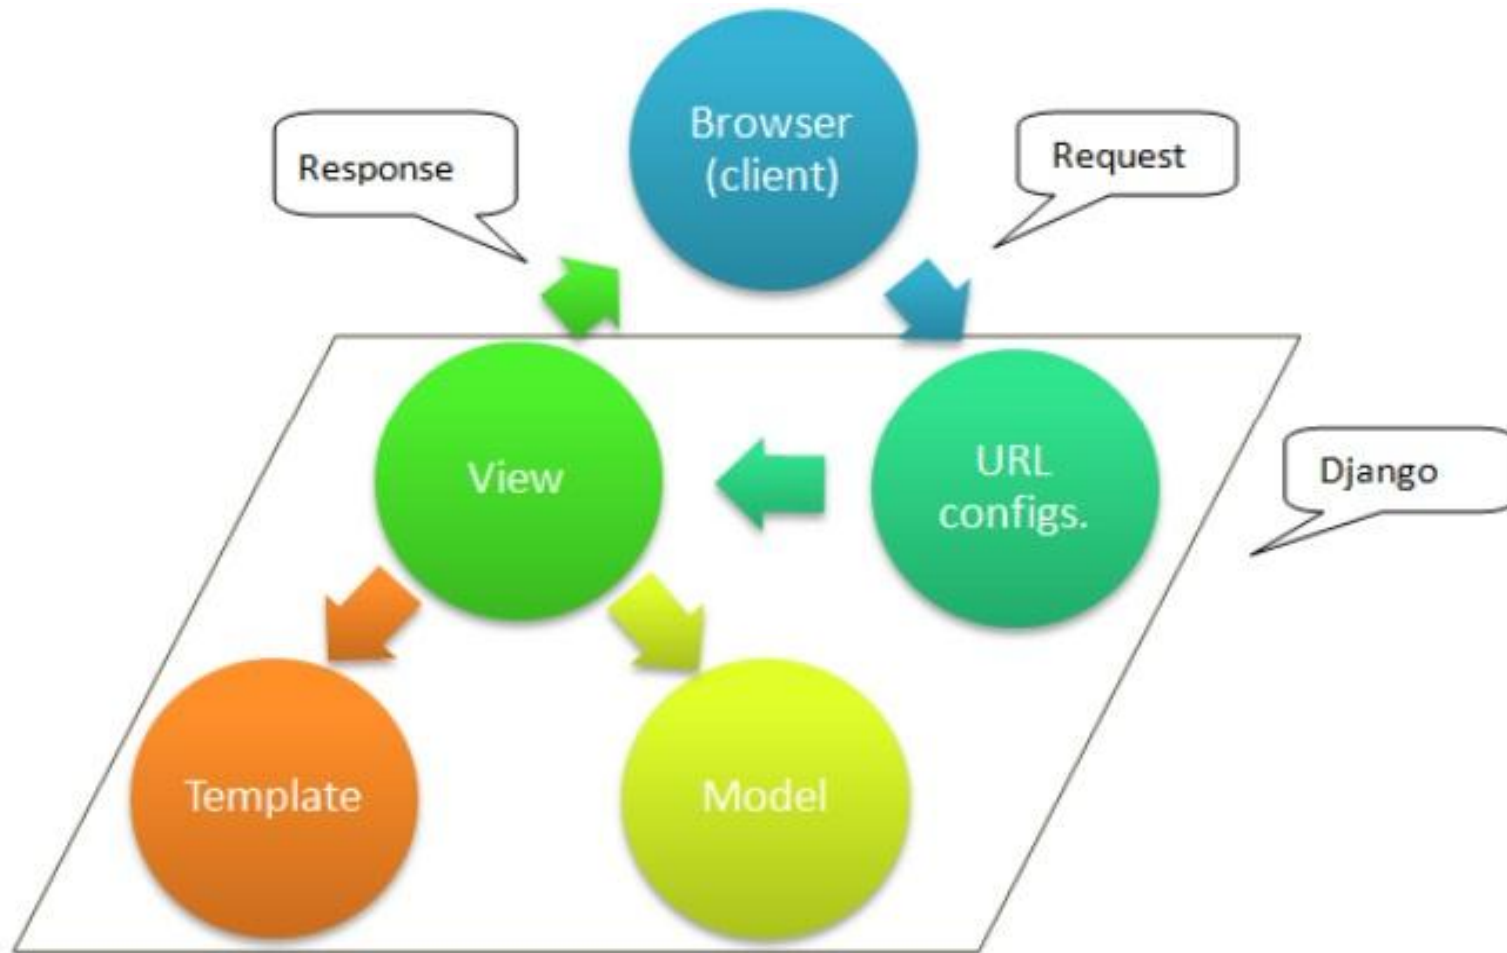 Browser
(client)
Response
Request
View
URL
configs.
Django
Template
Model